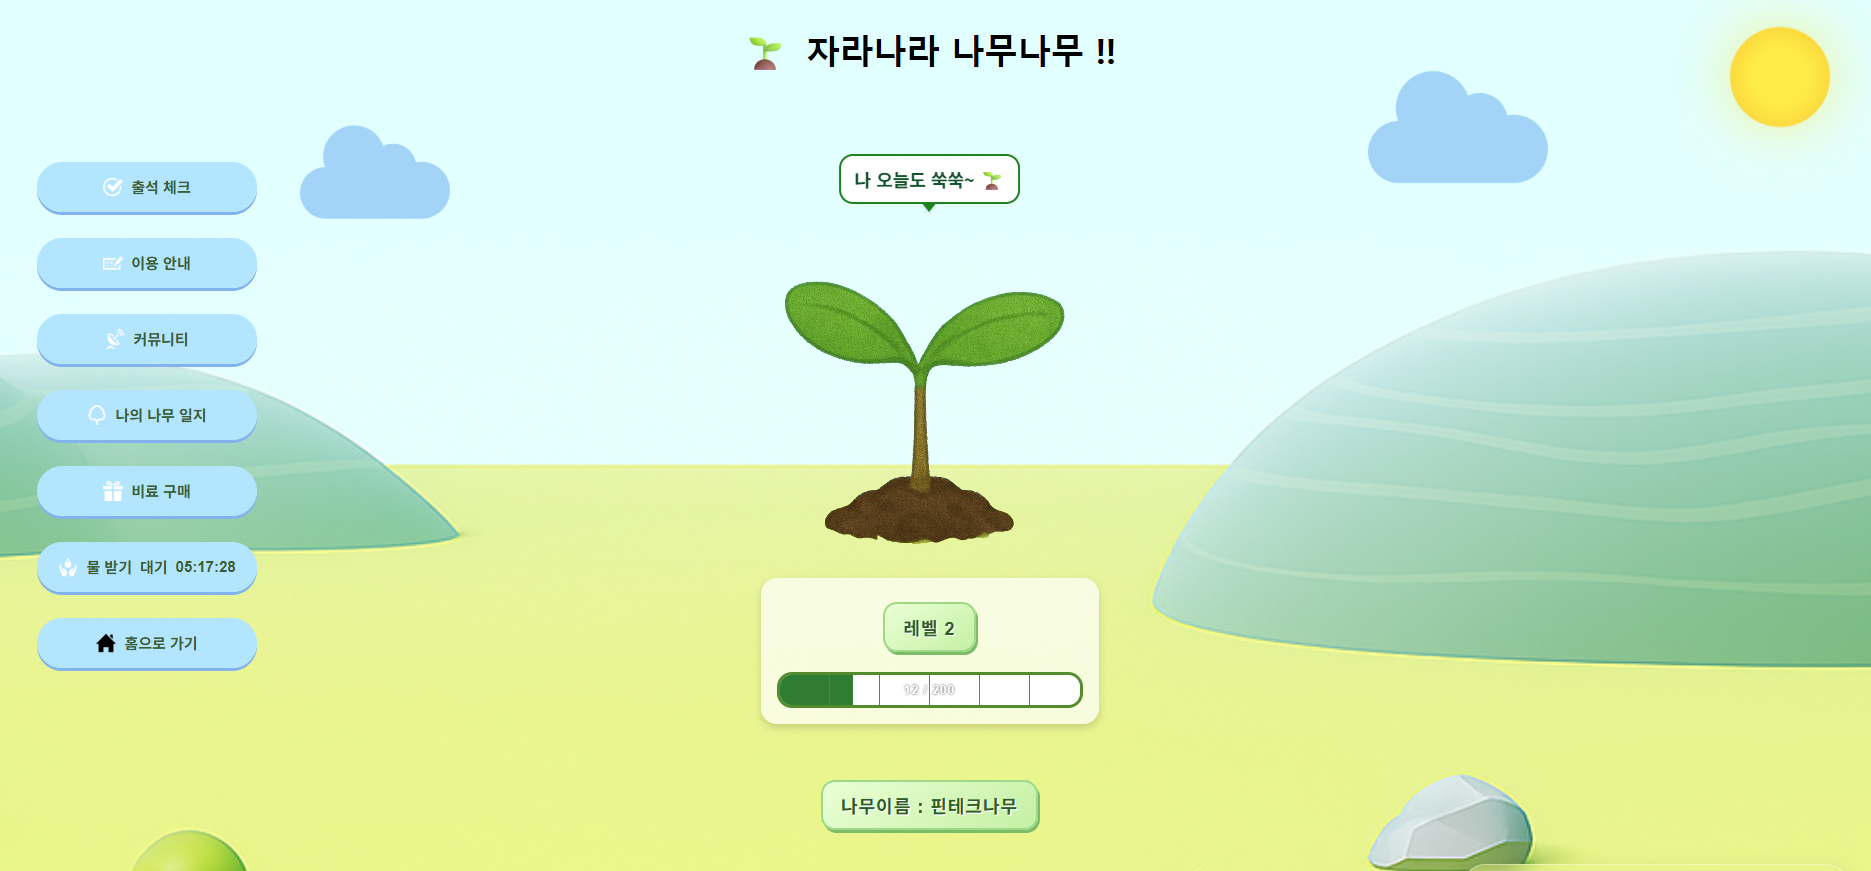 자라나라 나무나무 !!
나 오늘도 쑥쑥~
출석 체크
이용 안내
커뮤니티
나의 나무 일지
비료 구매
물 받기 대기 05:17:28
홈으로 가기
레벨 2
12 / 200
나무이름 : 핀테크나무